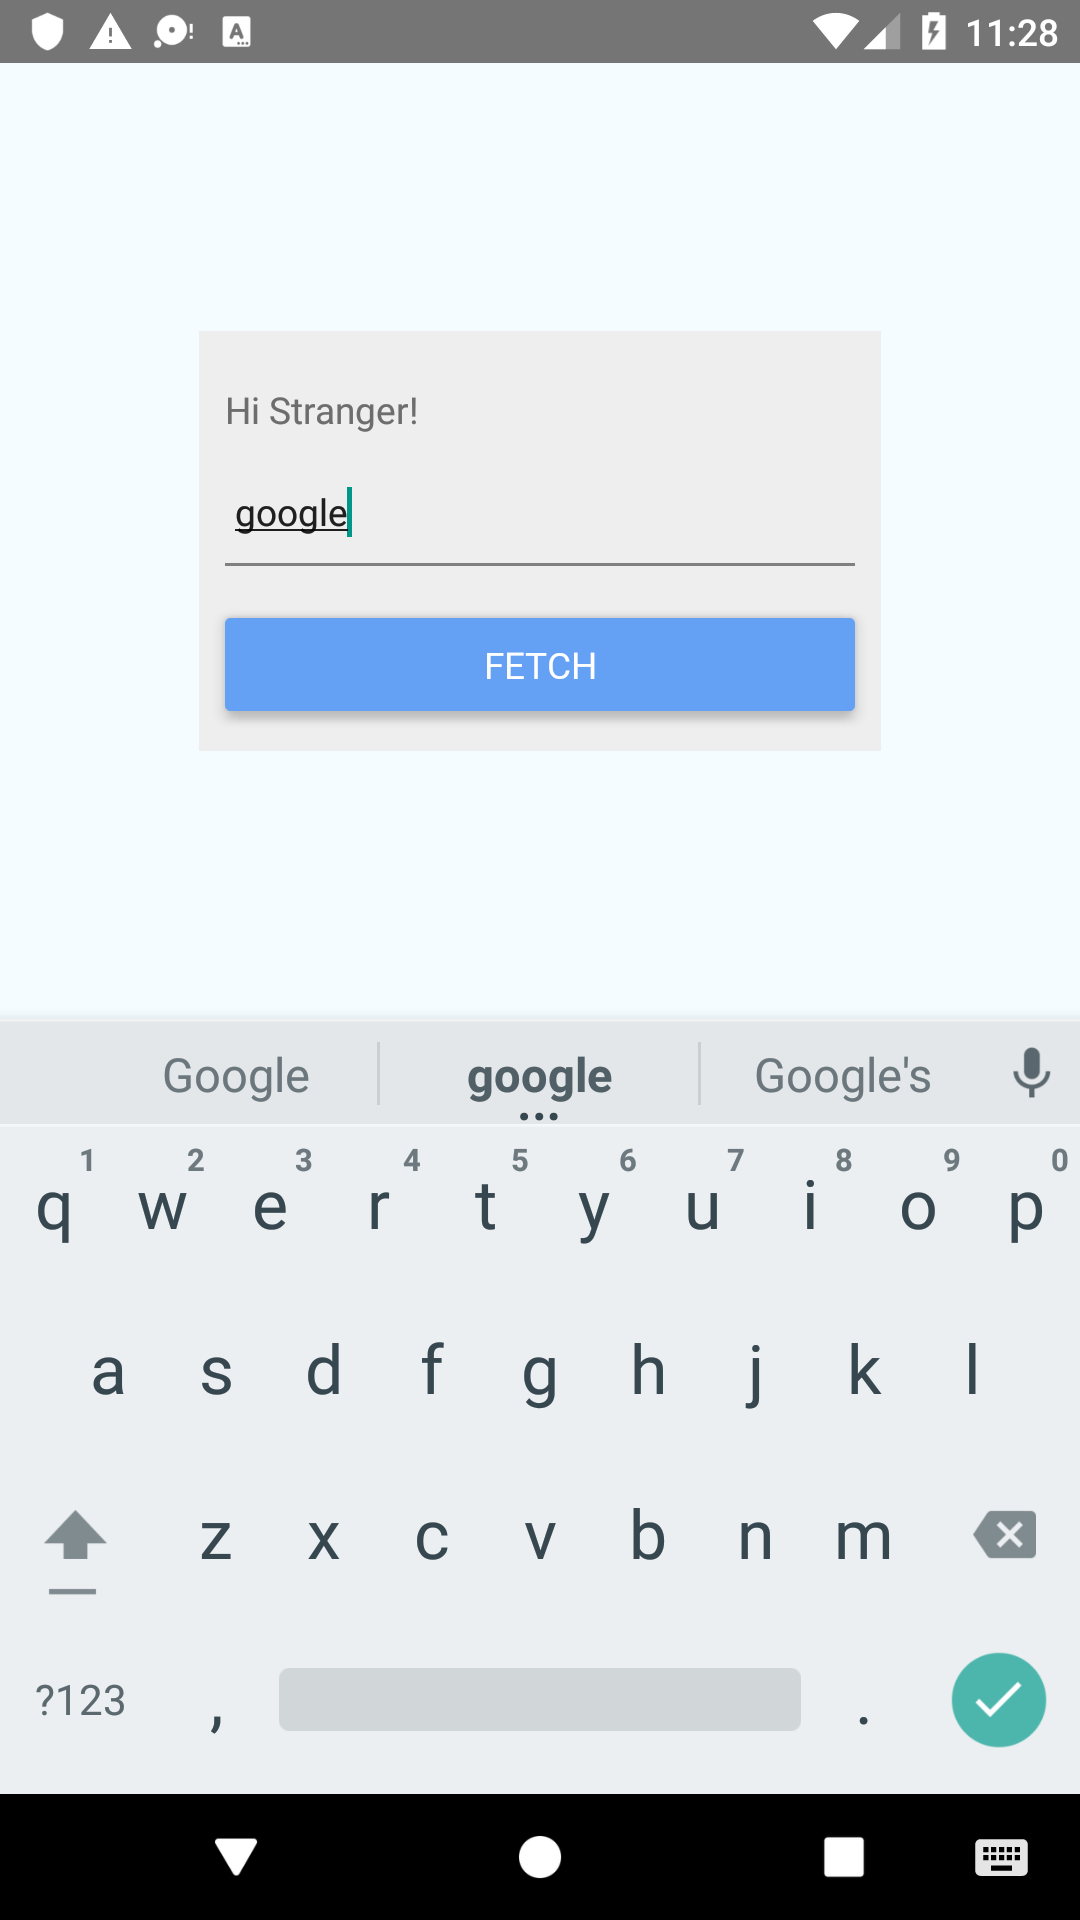 11:28
Hi Stranger!
google
FETCH
Google google Google's
1 2 3 4 5 6 7 8 9 0
q w e r t y u i o p
a s d f g h j k l
z x c v b n m
?123 , .